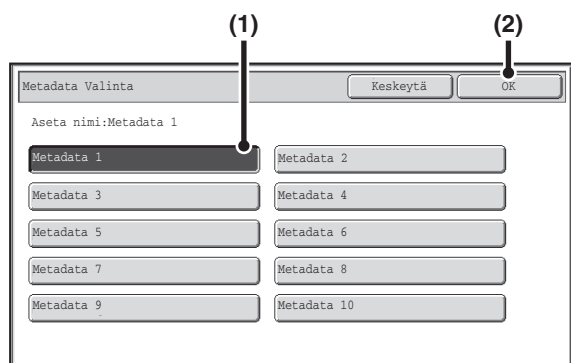 (1) (2)
Metadata Valinta Keskeytä OK
Aseta nimi:Metadata 1
Metadata 1 Metadata 2
Metadata 3 Metadata 4
Metadata 5 Metadata 6
Metadata 7 Metadata 8
Metadata 9 Metadata 10